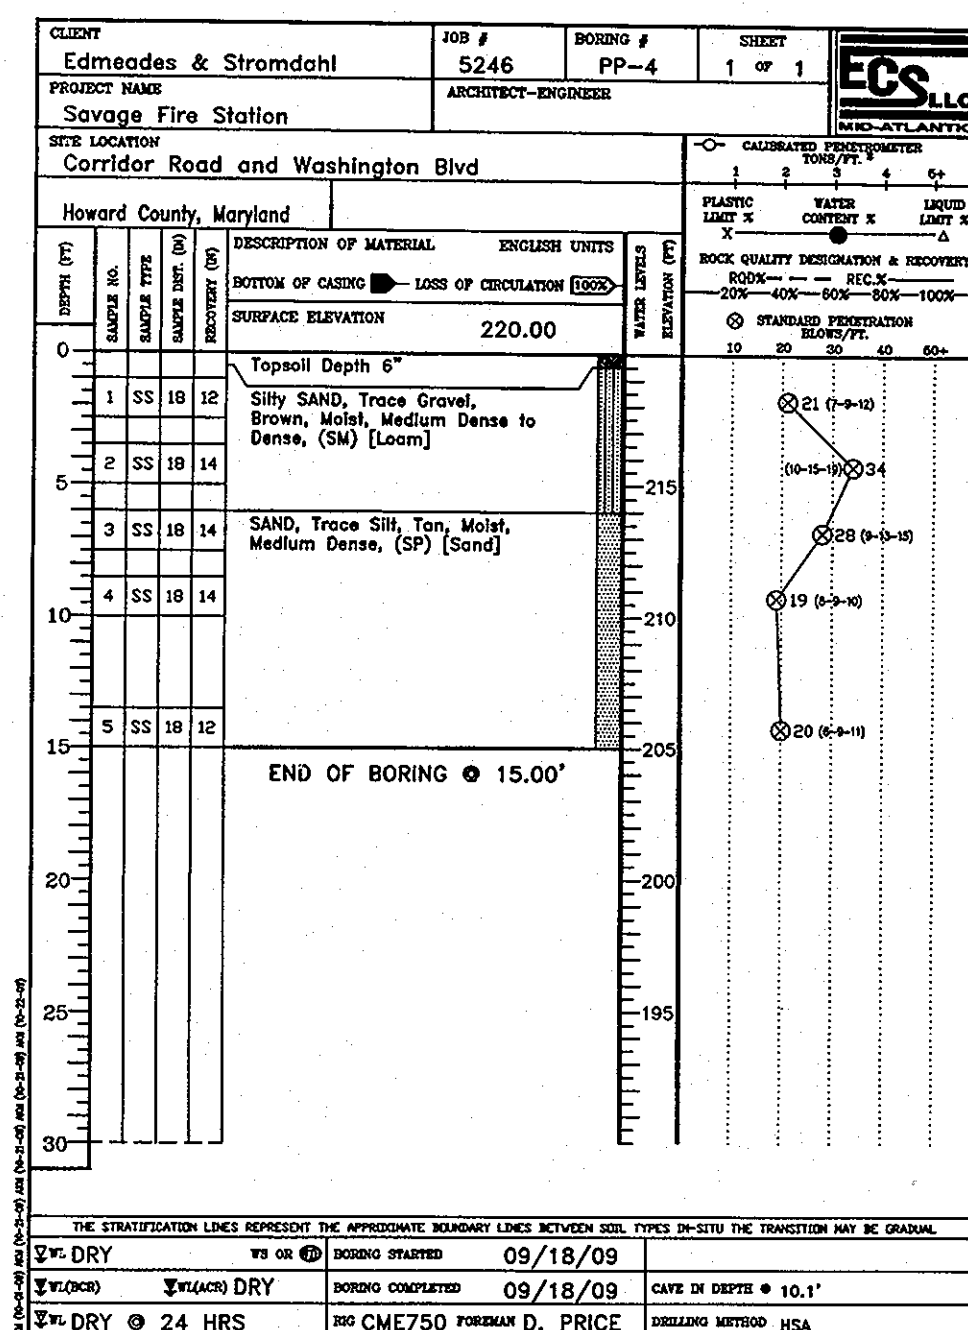 CLIENT
Edmeades & Stromdahl
JOB #
5246
BORING #
PP-4
SHEET
1 OF 1
ECS LLC
MID-ATLANTIC
PROJECT NAME
Savage Fire Station
ARCHITECT-ENGINEER
SITE LOCATION
Corridor Road and Washington Blvd
Howard County, Maryland
CALIBRATED PENETROMETER
TONS/FT. 2
1 2 3 4 5+
PLASTIC LIMIT %
WATER CONTENT %
LIQUID LIMIT %
X Δ
ROCK QUALITY DESIGNATION & RECOVERY
RQD% REC.%
20% 40% 60% 80% 100%
STANDARD PENETRATION
BLOWS/FT.
10 20 30 40 60+
DEPTH (FT)
SAMPLE NO.
SAMPLE TYPE
SAMPLE DIST. (IN)
RECOVERY (IN)
DESCRIPTION OF MATERIAL ENGLISH UNITS
BOTTOM OF CASING LOSS OF CIRCULATION 100%
SURFACE ELEVATION 220.00
WATER LEVELS
ELEVATION (FT)
0
Topsoil Depth 6"
1 SS 18 12
Silty SAND, Trace Gravel,
Brown, Moist, Medium Dense to
Dense, (SM) [Loam]
21 (7-9-12)
2 SS 18 14
(10-15-19) 34
5
215
3 SS 18 14
SAND, Trace Silt, Tan, Moist,
Medium Dense, (SP) [Sand]
28 (9-13-15)
4 SS 18 14
19 (8-9-10)
10
210
5 SS 18 12
20 (8-9-11)
15
205
END OF BORING @ 15.00'
20
200
25
195
30
THE STRATIFICATION LINES REPRESENT THE APPROXIMATE BOUNDARY LINES BETWEEN SOIL TYPES IN-SITU THE TRANSITION MAY BE GRADUAL
WL DRY WS OR WD
BORING STARTED 09/18/09
WL(BCR) WL(ACR) DRY
BORING COMPLETED 09/18/09
CAVE IN DEPTH @ 10.1'
WL DRY @ 24 HRS
RIG CME750 FOREMAN D. PRICE
DRILLING METHOD HSA